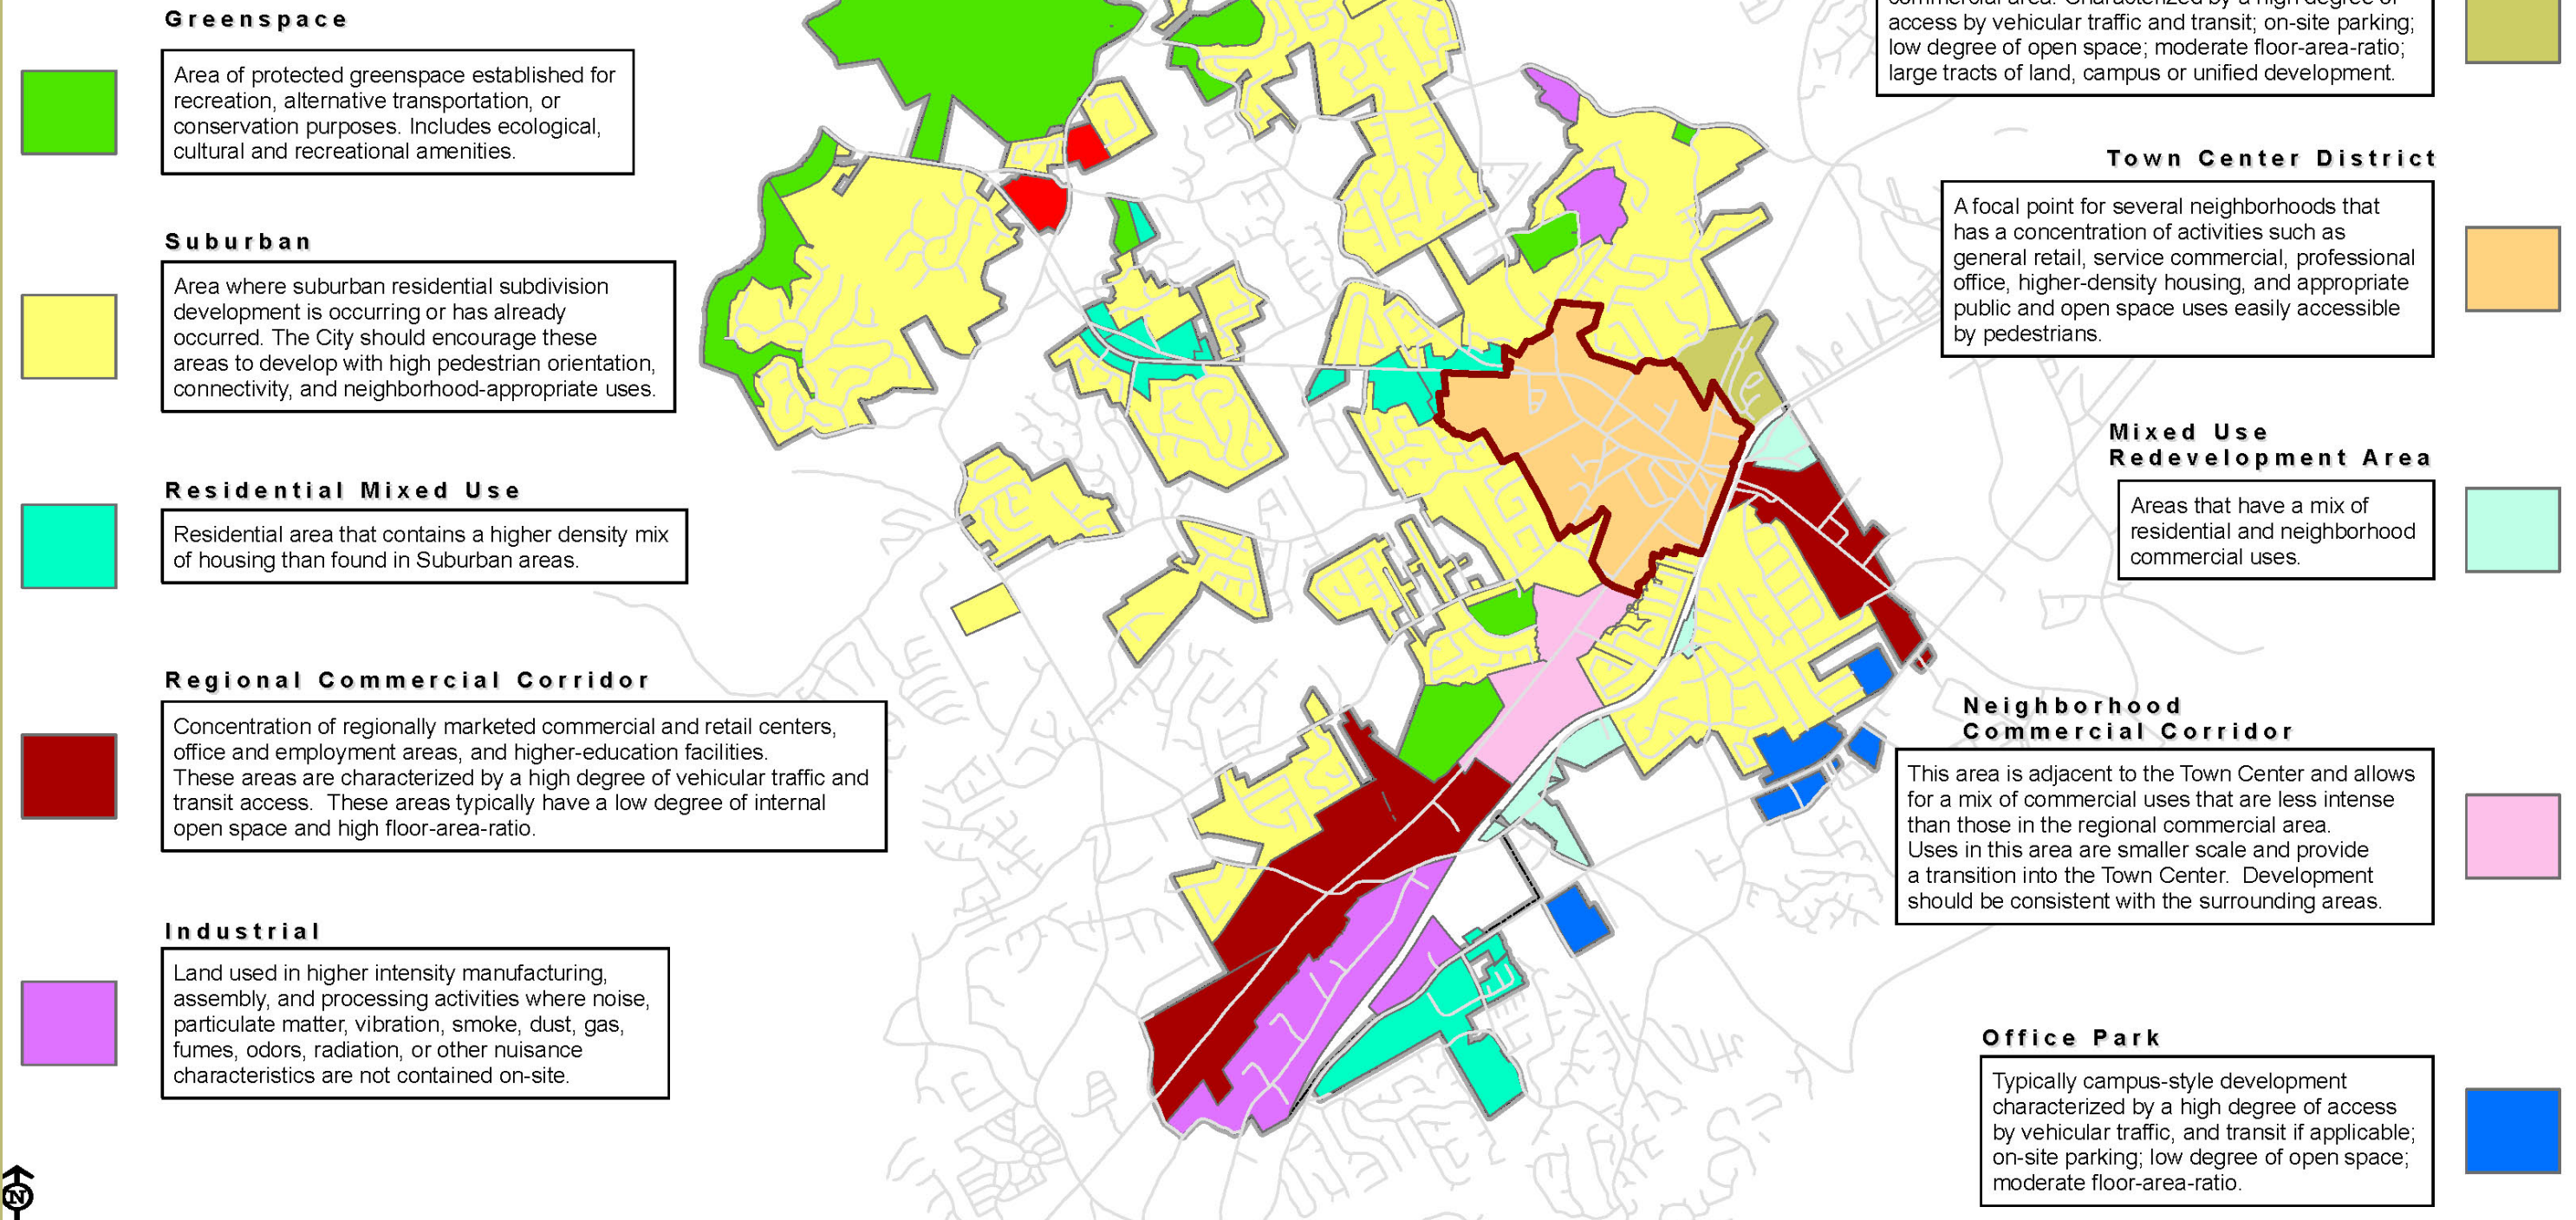 Greenspace
Area of protected greenspace established for
recreation, alternative transportation, or
conservation purposes. Includes ecological,
cultural and recreational amenities.
Suburban
Area where suburban residential subdivision
development is occurring or has already
occurred. The City should encourage these
areas to develop with high pedestrian orientation,
connectivity, and neighborhood-appropriate uses.
Residential Mixed Use
Residential area that contains a higher density mix
of housing than found in Suburban areas.
Regional Commercial Corridor
Concentration of regionally marketed commercial and retail centers,
office and employment areas, and higher-education facilities.
These areas are characterized by a high degree of vehicular traffic and
transit access. These areas typically have a low degree of internal
open space and high floor-area-ratio.
Industrial
Land used in higher intensity manufacturing,
assembly, and processing activities where noise,
particulate matter, vibration, smoke, dust, gas,
fumes, odors, radiation, or other nuisance
characteristics are not contained on-site.
N
commercial area. Characterized by a high degree of
access by vehicular traffic and transit; on-site parking;
low degree of open space; moderate floor-area-ratio;
large tracts of land, campus or unified development.
Town Center District
A focal point for several neighborhoods that
has a concentration of activities such as
general retail, service commercial, professional
office, higher-density housing, and appropriate
public and open space uses easily accessible
by pedestrians.
Mixed Use
Redevelopment Area
Areas that have a mix of
residential and neighborhood
commercial uses.
Neighborhood
Commercial Corridor
This area is adjacent to the Town Center and allows
for a mix of commercial uses that are less intense
than those in the regional commercial area.
Uses in this area are smaller scale and provide
a transition into the Town Center. Development
should be consistent with the surrounding areas.
Office Park
Typically campus-style development
characterized by a high degree of access
by vehicular traffic, and transit if applicable;
on-site parking; low degree of open space;
moderate floor-area-ratio.